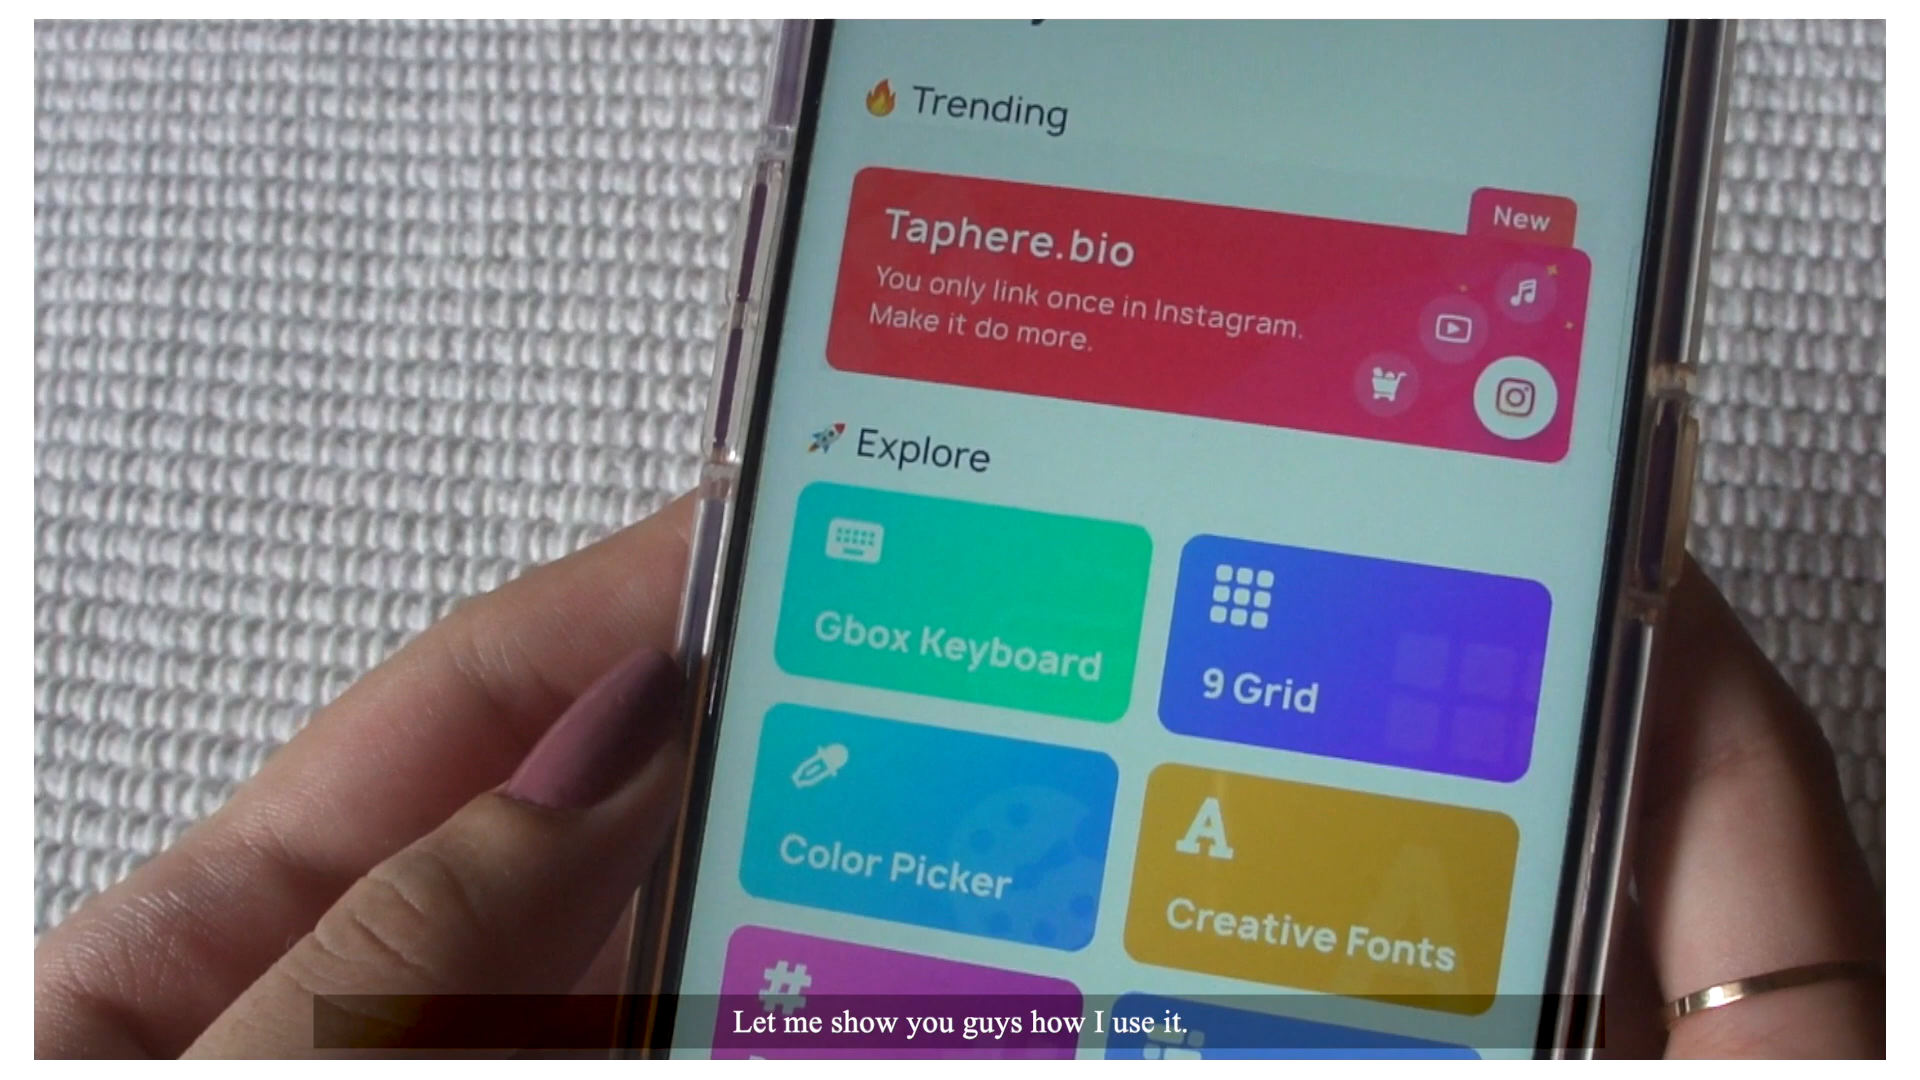 Trending
New
Taphere.bio
You only link once in Instagram.
Make it do more.
Explore
Gbox Keyboard
9 Grid
Color Picker
A
Creative Fonts
#
Let me show you guys how I use it.